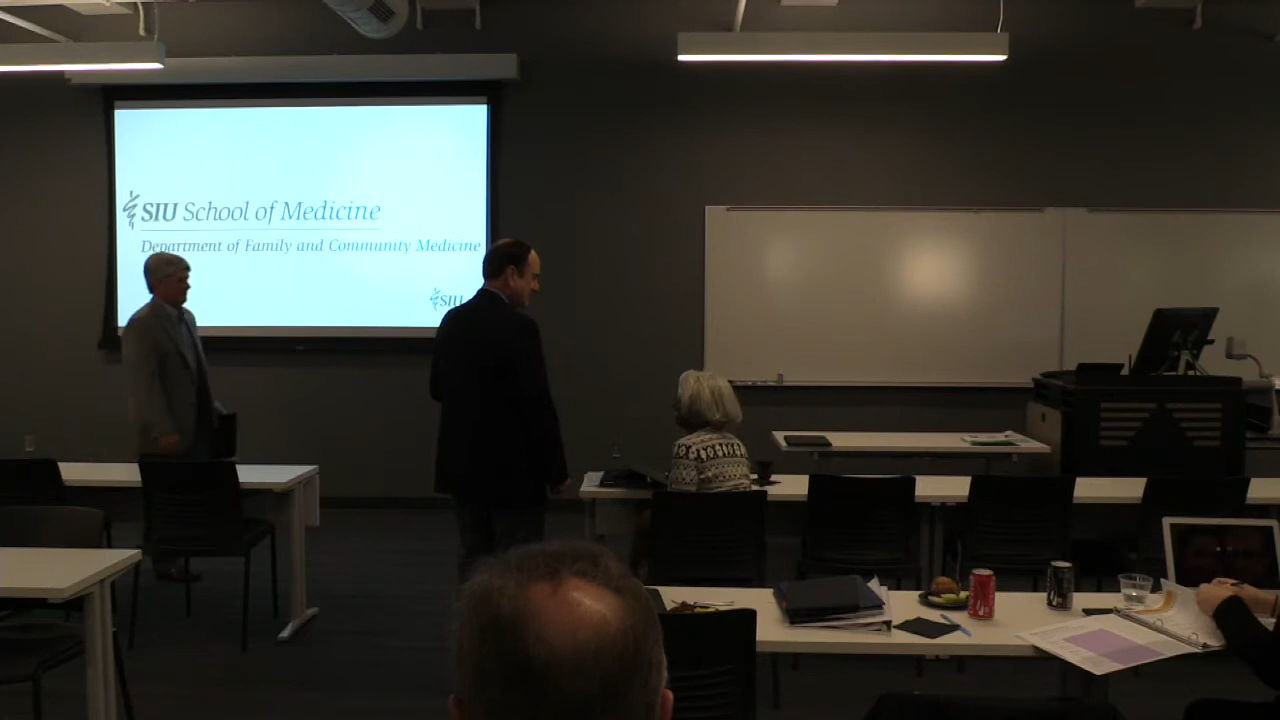 SIU School of Medicine
Department of Family and Community Medicine
SIU